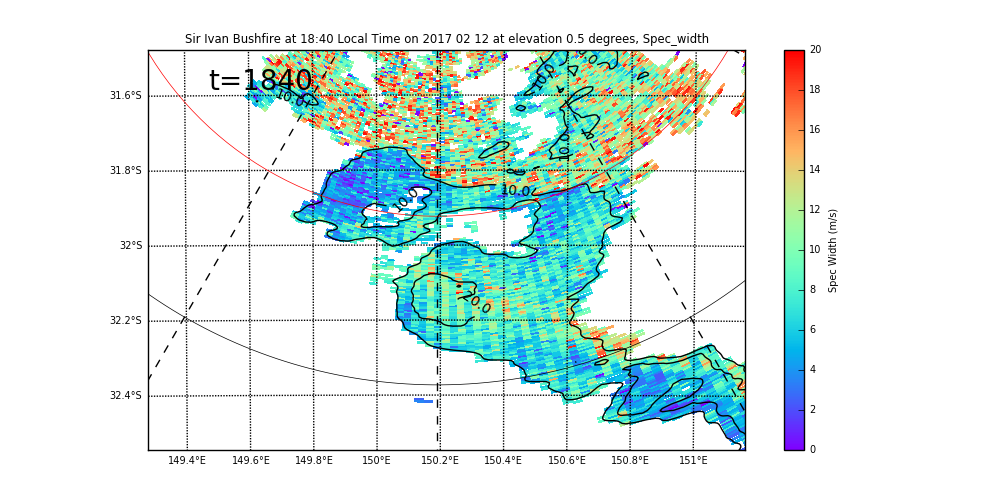 Sir Ivan Bushfire at 18:40 Local Time on 2017 02 12 at elevation 0.5 degrees, Spec_width
t=1840
31.6°S
31.8°S
32°S
32.2°S
32.4°S
149.4°E 149.6°E 149.8°E 150°E 150.2°E 150.4°E 150.6°E 150.8°E 151°E
10.0
10.0
10.0
10.0
10.0
20
18
16
14
12
10
8
6
4
2
0
Spec Width (m/s)